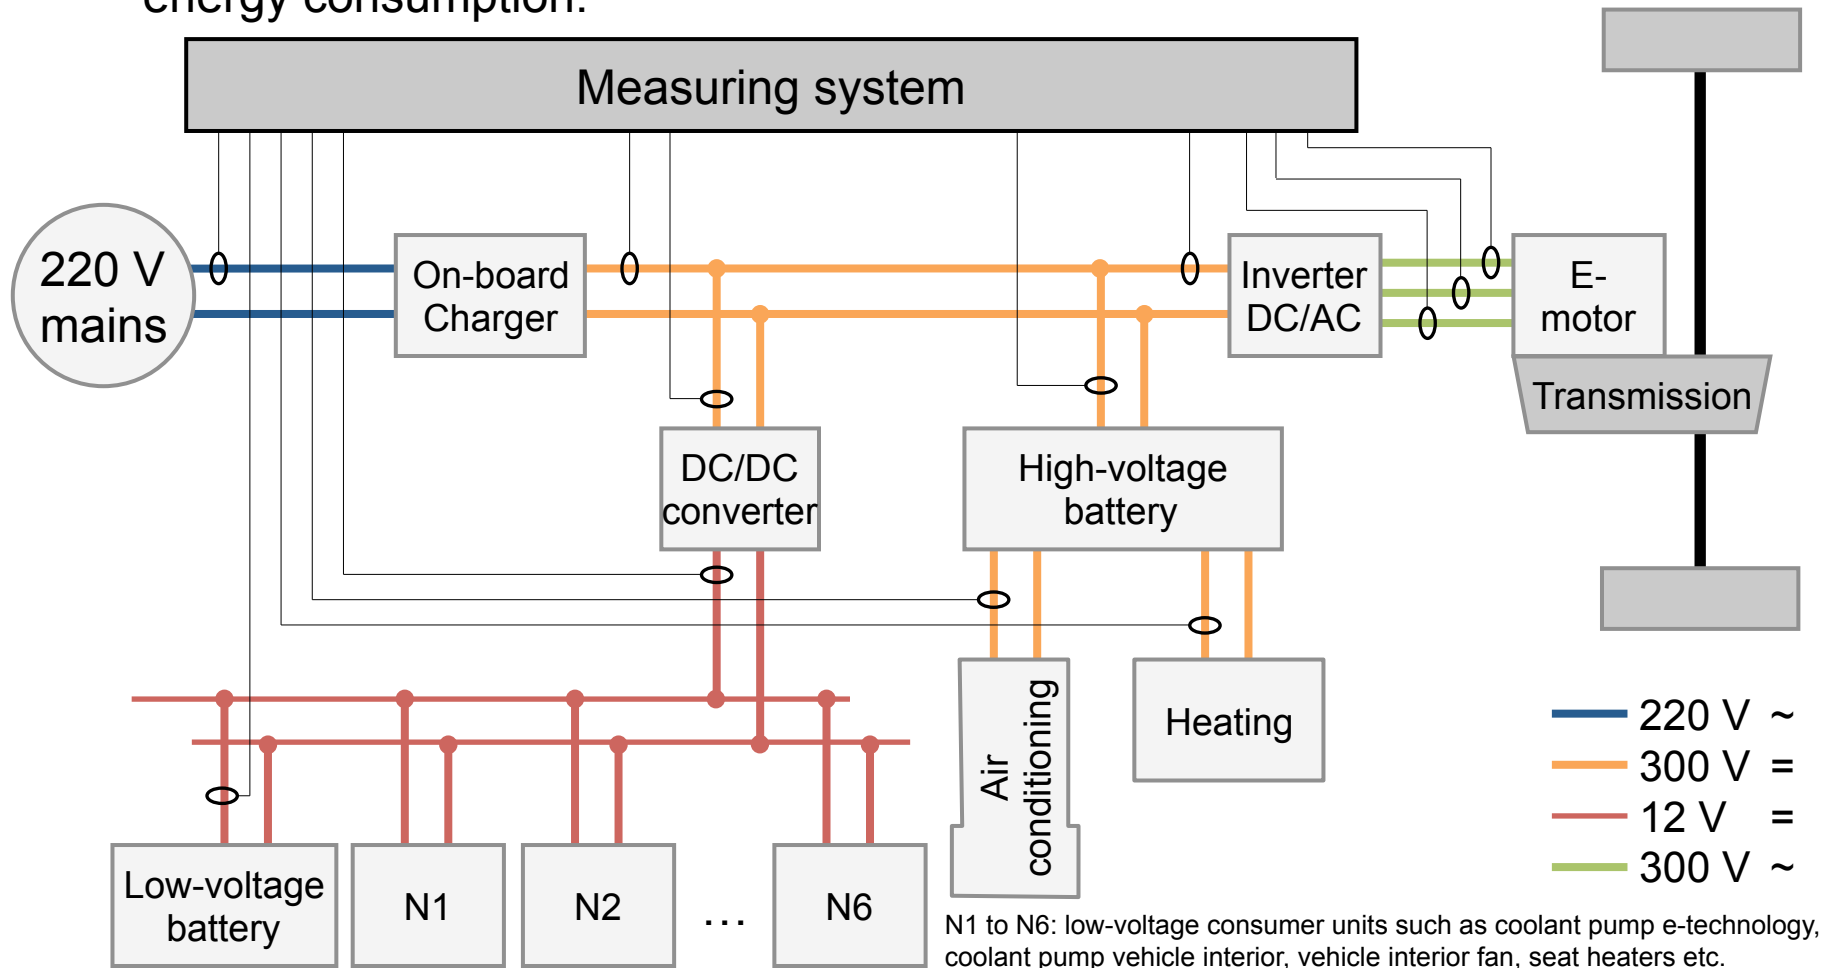 energy consumption.
Measuring system
220 V
mains
On-board
Charger
Inverter
DC/AC
E-
motor
Transmission
DC/DC
converter
High-voltage
battery
Air
conditioning
Heating
220 V ~
300 V =
12 V =
300 V ~
Low-voltage
battery
N1
N2
...
N6
N1 to N6: low-voltage consumer units such as coolant pump e-technology,
coolant pump vehicle interior, vehicle interior fan, seat heaters etc.